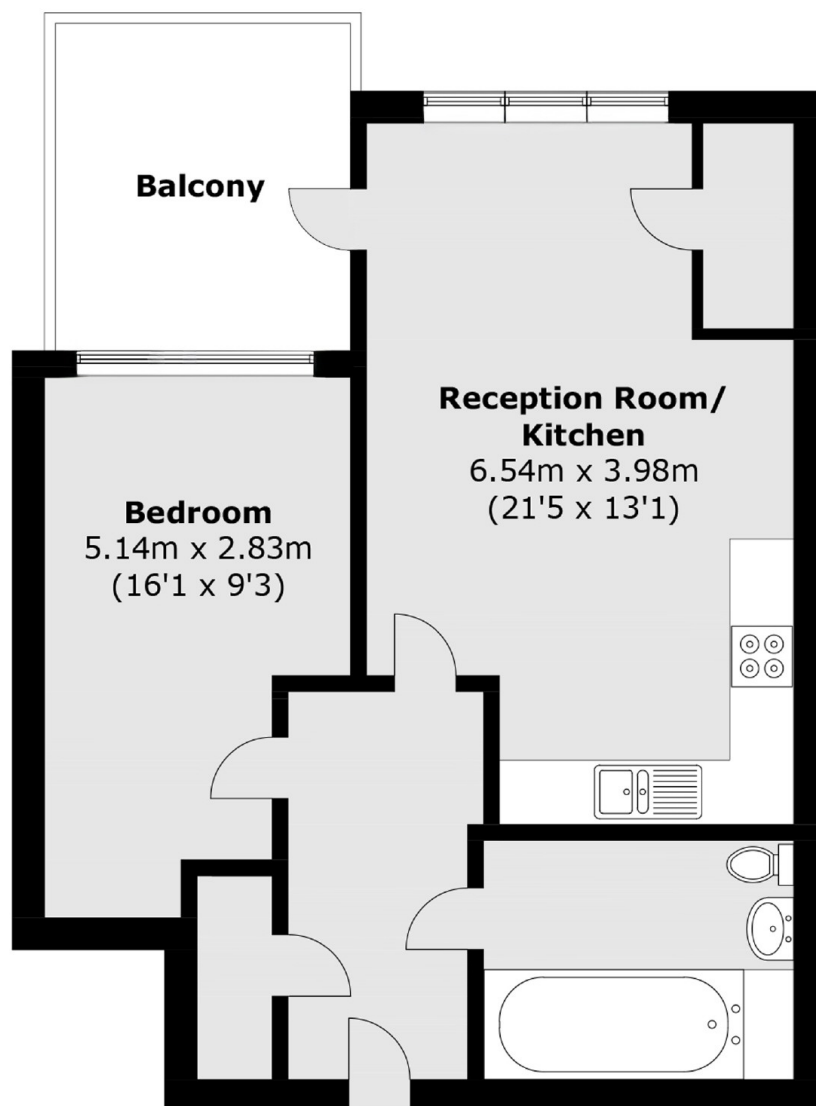 Balcony
Reception Room/
Kitchen
6.54m x 3.98m
(21'5 x 13'1)
Bedroom
5.14m x 2.83m
(16'1 x 9'3)